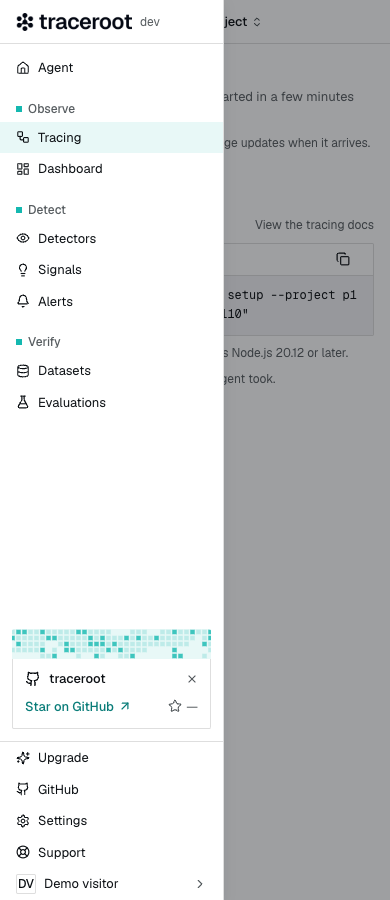 traceroot dev
ject
Agent
arted in a few minutes
Observe
Tracing
ge updates when it arrives.
Dashboard
Detect
View the tracing docs
Detectors
Signals
setup --project p1
Alerts
l10"
Verify
s Node.js 20.12 or later.
Datasets
gent took.
Evaluations
traceroot
Star on GitHub
—
Upgrade
GitHub
Settings
Support
DV Demo visitor